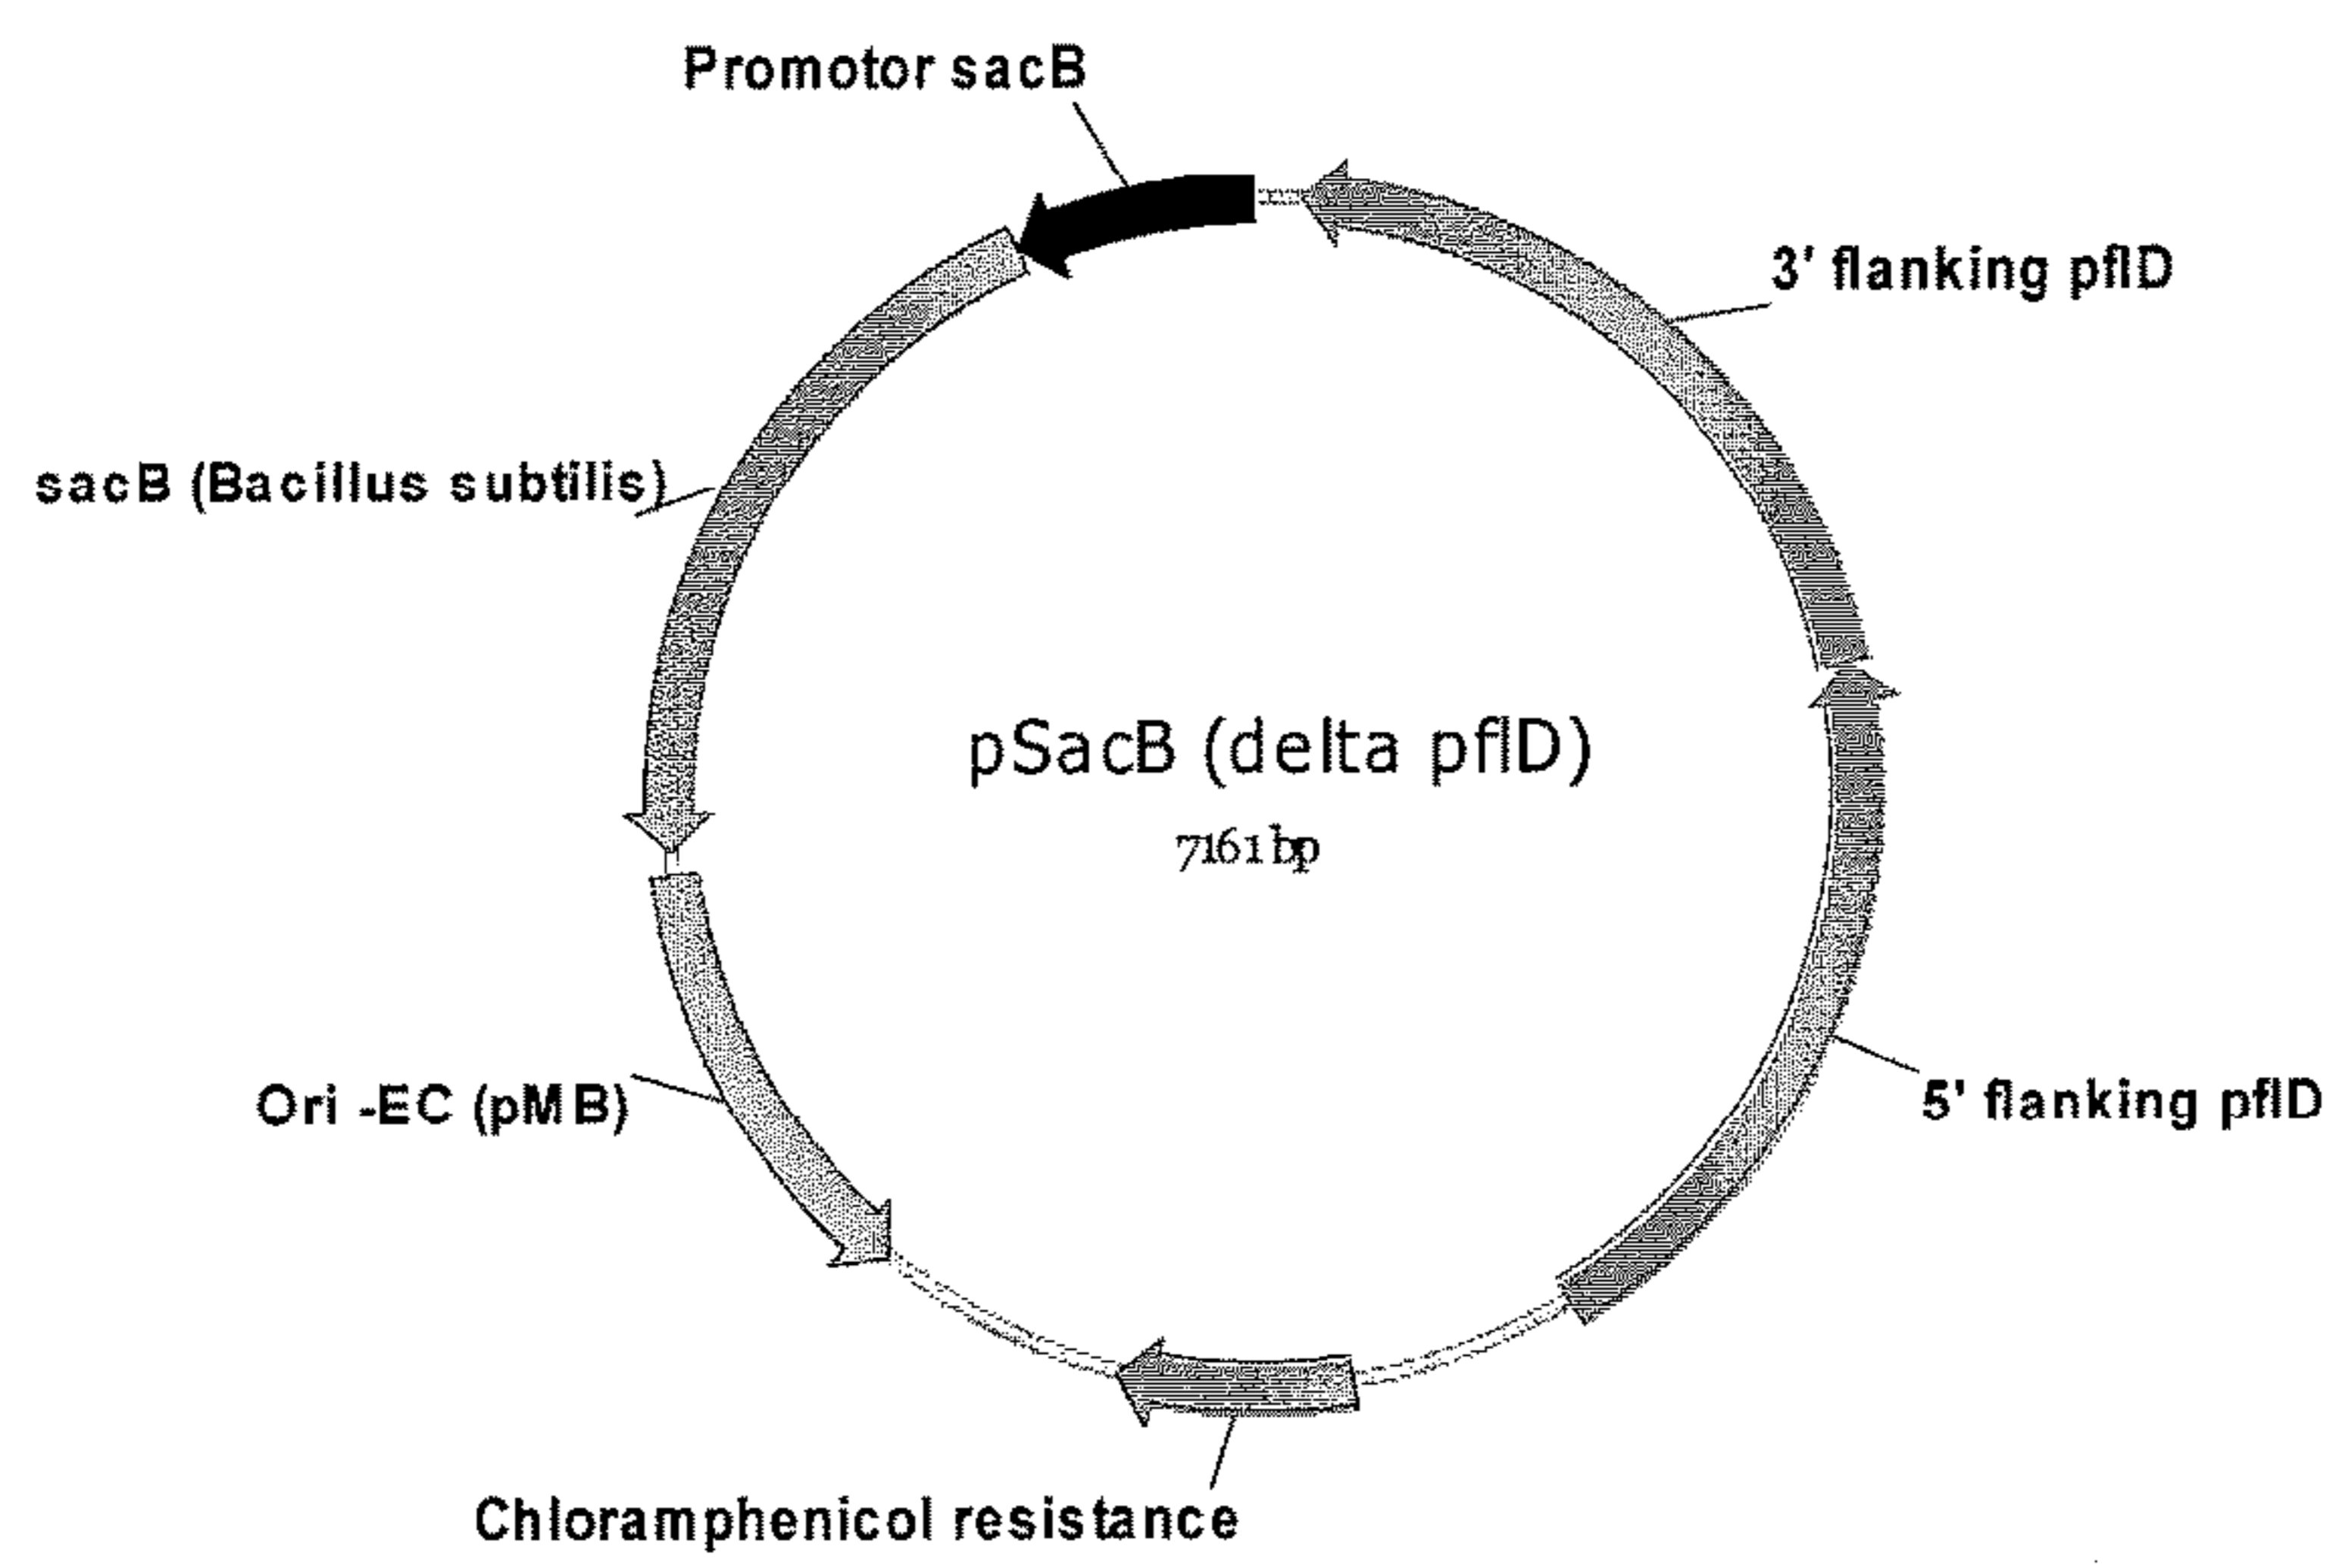 Promotor sacB
3' flanking pflD
sacB (Bacillus subtilis)
pSacB (delta pflD)
7161 bp
Ori -EC (pMB)
5' flanking pflD
Chloramphenicol resistance